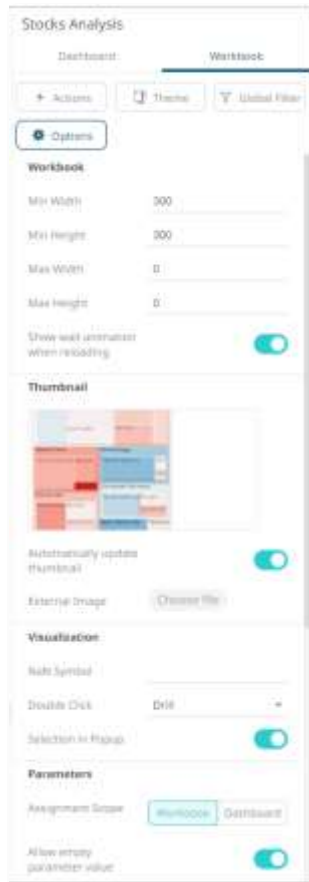 Stocks Analysis
Dashboard Workbook
+ Actions Theme Global Filter
Options
Workbook
Min Width 300
Min Height 300
Max Width 0
Max Height 0
Show wait animation
when reloading
Thumbnail
Automatically update
thumbnail
External Image Choose file
Visualization
NaN Symbol
Double Click Drill
Selection in Popup
Parameters
Assignment Scope Workbook Dashboard
Allow empty
parameter value